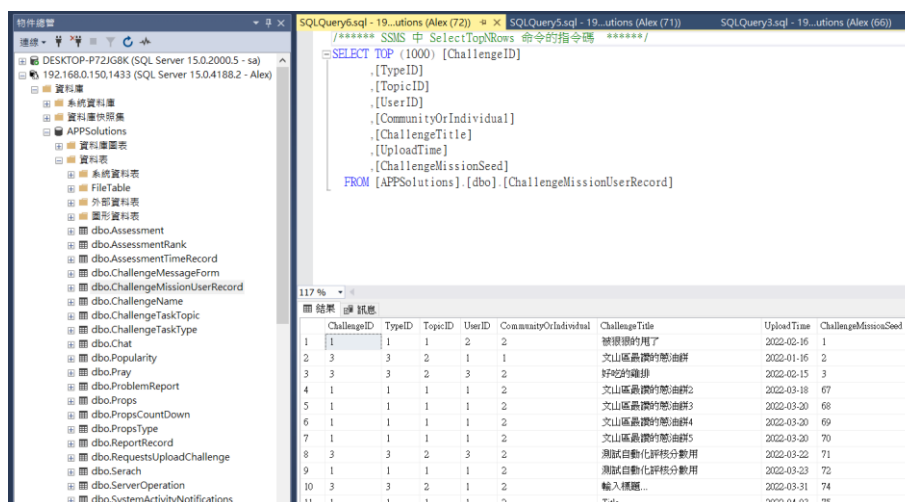 物件總管
連線
DESKTOP-P72JG8K (SQL Server 15.0.2000.5 - sa)
192.168.0.150,1433 (SQL Server 15.0.4188.2 - Alex)
資料庫
系統資料庫
資料庫快照集
APPSolutions
資料庫圖表
資料表
系統資料表
FileTable
外部資料表
圖形資料表
dbo.Assessment
dbo.AssessmentRank
dbo.AssessmentTimeRecord
dbo.ChallengeMessageForm
dbo.ChallengeMissionUserRecord
dbo.ChallengeName
dbo.ChallengeTaskTopic
dbo.ChallengeTaskType
dbo.Chat
dbo.Popularity
dbo.Pray
dbo.ProblemReport
dbo.Props
dbo.PropsCountDown
dbo.PropsType
dbo.ReportRecord
dbo.RequestsUploadChallenge
dbo.Serach
dbo.ServerOperation
dbo.SystemActivityNotifications
SQLQuery6.sql - 19...utions (Alex (72)) SQLQuery5.sql - 19...utions (Alex (71)) SQLQuery3.sql - 19...utions (Alex (66))
/****** SSMS 中 SelectTopNRows 命令的指令碼 ******/
SELECT TOP (1000) [ChallengeID]
,[TypeID]
,[TopicID]
,[UserID]
,[CommunityOrIndividual]
,[ChallengeTitle]
,[UploadTime]
,[ChallengeMissionSeed]
FROM [APPSolutions].[dbo].[ChallengeMissionUserRecord]
117 %
結果 訊息
ChallengeID TypeID TopicID UserID CommunityOrIndividual ChallengeTitle UploadTime ChallengeMissionSeed
1 1 1 1 2 2 被狠狠的甩了 2022-02-16 1
2 3 3 2 1 1 文山區最讚的蔥油餅 2022-01-16 2
3 3 3 2 3 2 好吃的雞排 2022-02-15 3
4 1 1 1 1 2 文山區最讚的蔥油餅2 2022-03-18 67
5 1 1 1 1 2 文山區最讚的蔥油餅3 2022-03-20 68
6 1 1 1 1 2 文山區最讚的蔥油餅4 2022-03-20 69
7 1 1 1 1 2 文山區最讚的蔥油餅5 2022-03-20 70
8 3 3 2 3 2 測試自動化評核分數用 2022-03-22 71
9 1 1 1 1 2 測試自動化評核分數用 2022-03-23 72
10 3 3 2 1 2 輸入標題... 2022-03-31 74